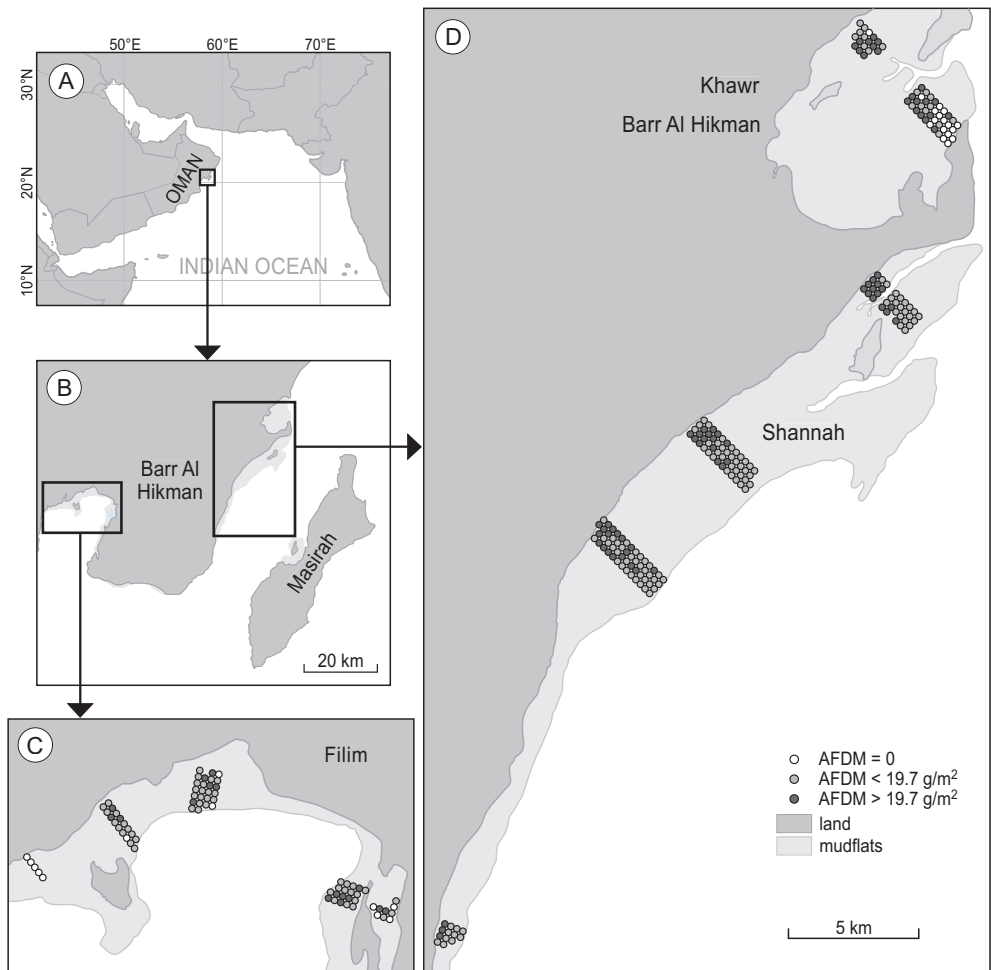 A
50°E
60°E
70°E
30°N
20°N
10°N
OMAN
INDIAN OCEAN
B
Barr Al
Hikman
Masirah
20 km
C
Filim
D
Khawr
Barr Al Hikman
Shannah
AFDM = 0
AFDM < 19.7 g/m²
AFDM > 19.7 g/m²
land
mudflats
5 km